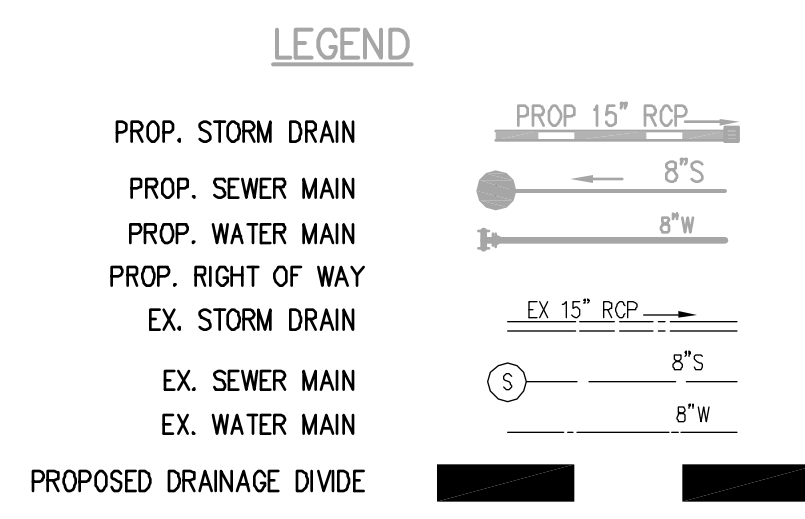 LEGEND
PROP. STORM DRAIN PROP 15" RCP
PROP. SEWER MAIN 8"S
PROP. WATER MAIN 8"W
PROP. RIGHT OF WAY
EX. STORM DRAIN EX 15" RCP
EX. SEWER MAIN S 8"S
EX. WATER MAIN 8"W
PROPOSED DRAINAGE DIVIDE